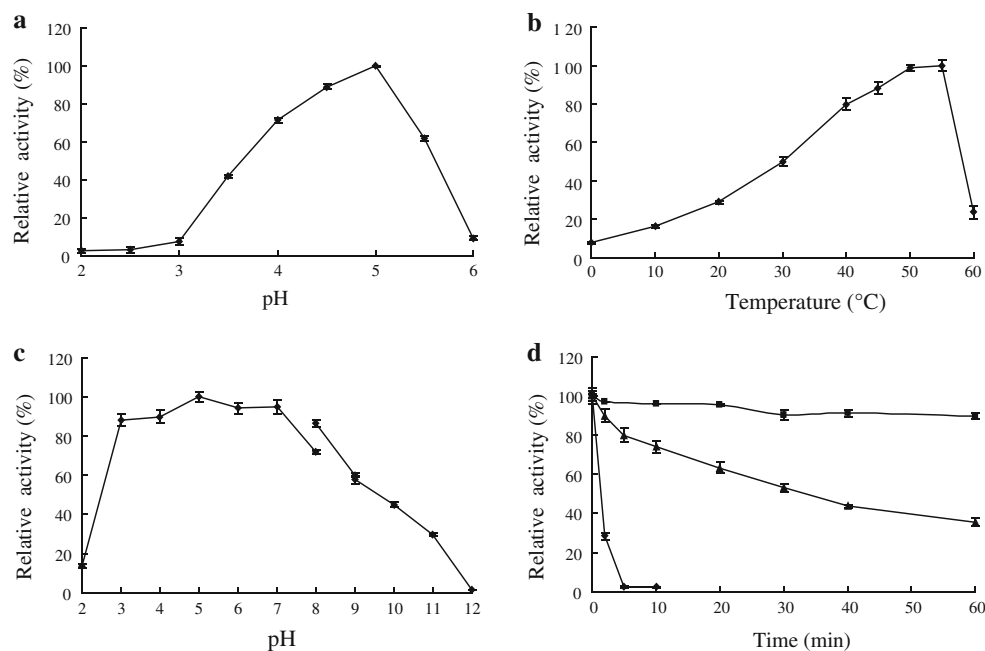 a
120
100
80
60
40
20
0
2 3 4 5 6
Relative activity (%)
pH
b
1 20
1 00
80
60
40
20
0
0 10 20 30 40 50 60
Relative activity (%)
Temperature (°C)
c
120
100
80
60
40
20
0
2 3 4 5 6 7 8 9 10 11 12
Relative activity (%)
pH
d
120
100
80
60
40
20
0
0 10 20 30 40 60
Relative activity (%)
Time (min)